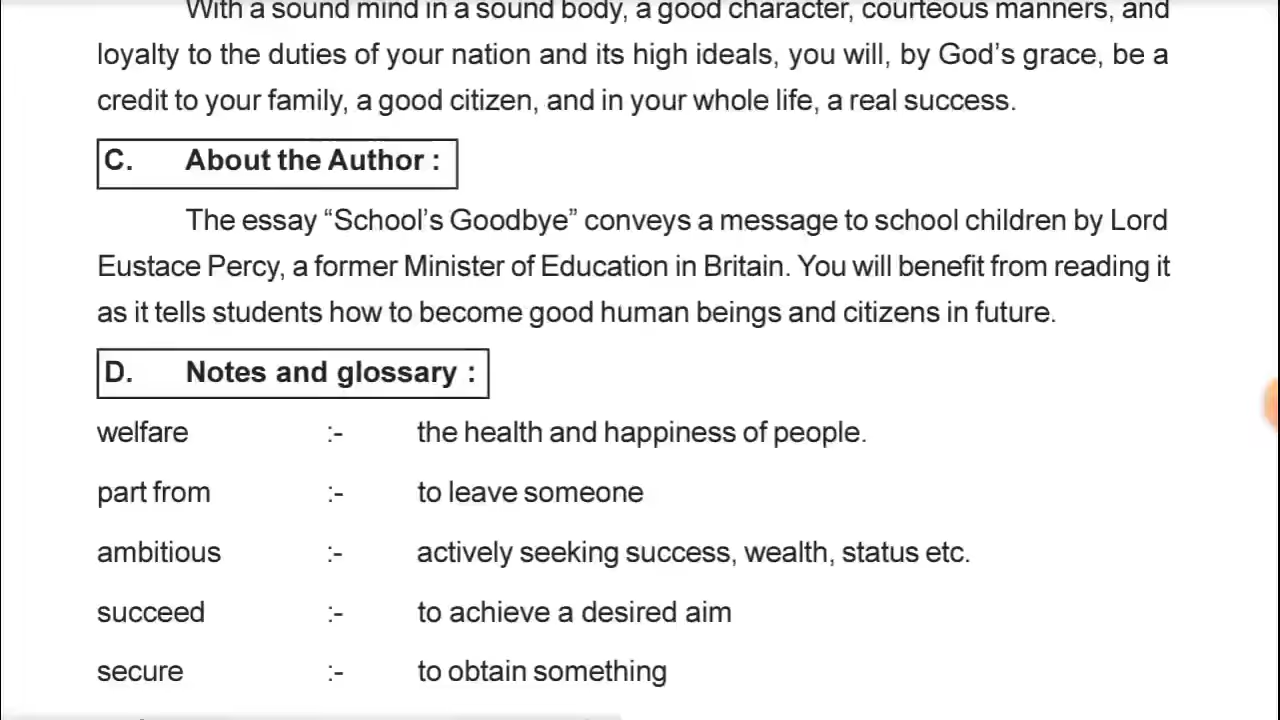 With a sound mind in a sound body, a good character, courteous manners, and
loyalty to the duties of your nation and its high ideals, you will, by God’s grace, be a
credit to your family, a good citizen, and in your whole life, a real success.
C. About the Author :
The essay “School’s Goodbye” conveys a message to school children by Lord
Eustace Percy, a former Minister of Education in Britain. You will benefit from reading it
as it tells students how to become good human beings and citizens in future.
D. Notes and glossary :
welfare :- the health and happiness of people.
part from :- to leave someone
ambitious :- actively seeking success, wealth, status etc.
succeed :- to achieve a desired aim
secure :- to obtain something